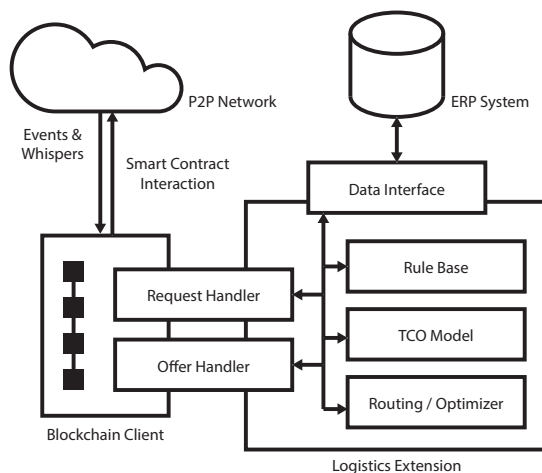 P2P Network
ERP System
Events &
Whispers
Smart Contract
Interaction
Data Interface
Rule Base
Request Handler
TCO Model
Offer Handler
Routing / Optimizer
Blockchain Client
Logistics Extension